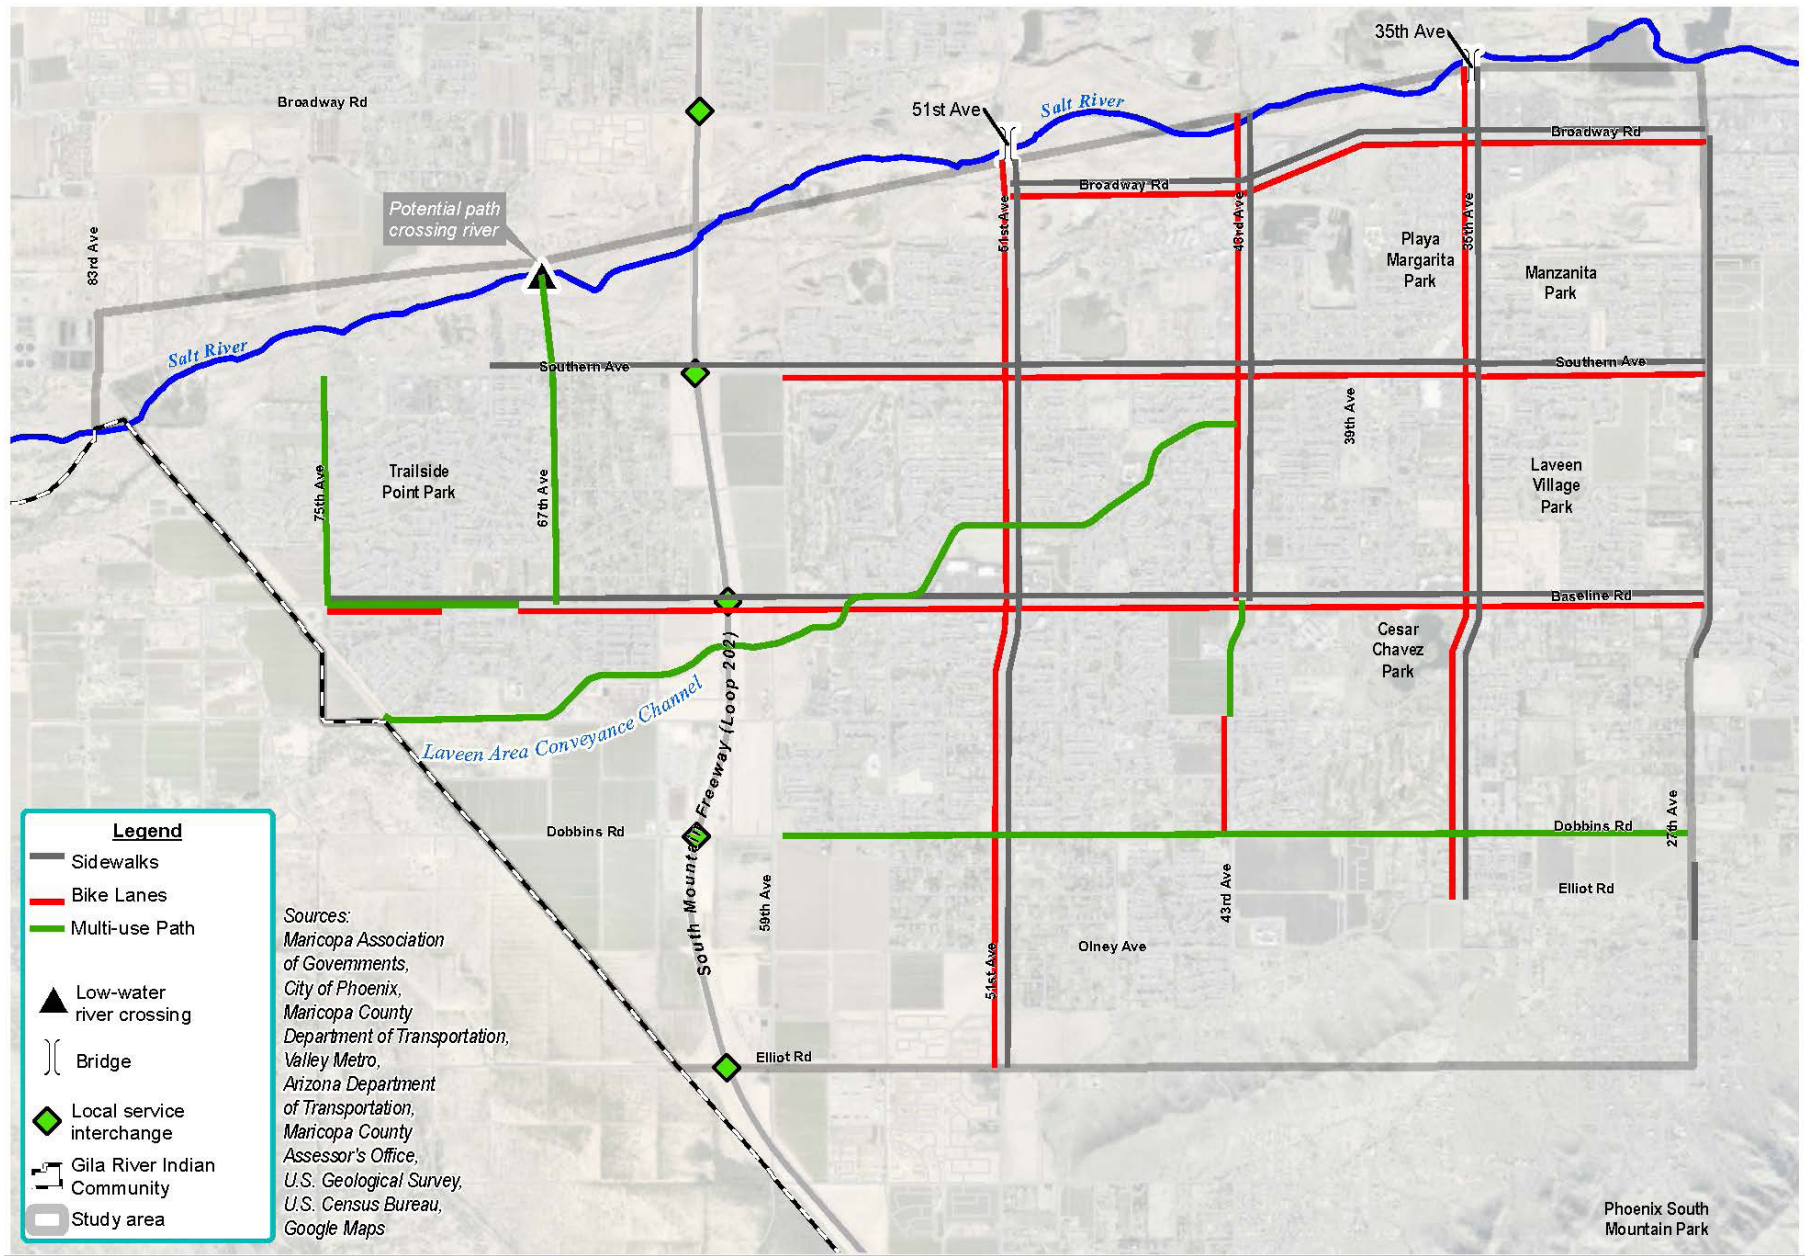 35th Ave
51st Ave
Salt River
Broadway Rd
Broadway Rd
Broadway Rd
Potential path
crossing river
83rd Ave
51st Ave
43rd Ave
35th Ave
Playa
Margarita
Park
Manzanita
Park
Salt River
Southern Ave
Southern Ave
39th Ave
Trailside
Point Park
75th Ave
67th Ave
Laveen
Village
Park
Baseline Rd
Cesar
Chavez
Park
Laveen Area Conveyance Channel
South Mountain Freeway (Loop 202)
Dobbins Rd
Dobbins Rd
27th Ave
59th Ave
43rd Ave
Elliot Rd
Olney Ave
51st Ave
Elliot Rd
Phoenix South
Mountain Park
Legend
Sidewalks
Bike Lanes
Multi-use Path
Low-water
river crossing
Bridge
Local service
interchange
Gila River Indian
Community
Study area
Sources:
Maricopa Association
of Governments,
City of Phoenix,
Maricopa County
Department of Transportation,
Valley Metro,
Arizona Department
of Transportation,
Maricopa County
Assessor's Office,
U.S. Geological Survey,
U.S. Census Bureau,
Google Maps